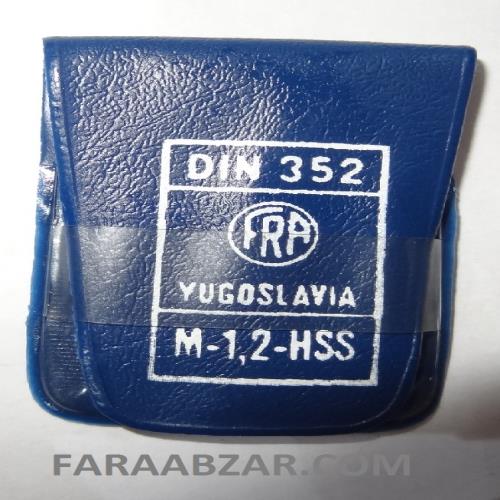 DIN 352
FRA
YUGOSLAVIA
M-1,2-HSS
FARAABZAR.COM